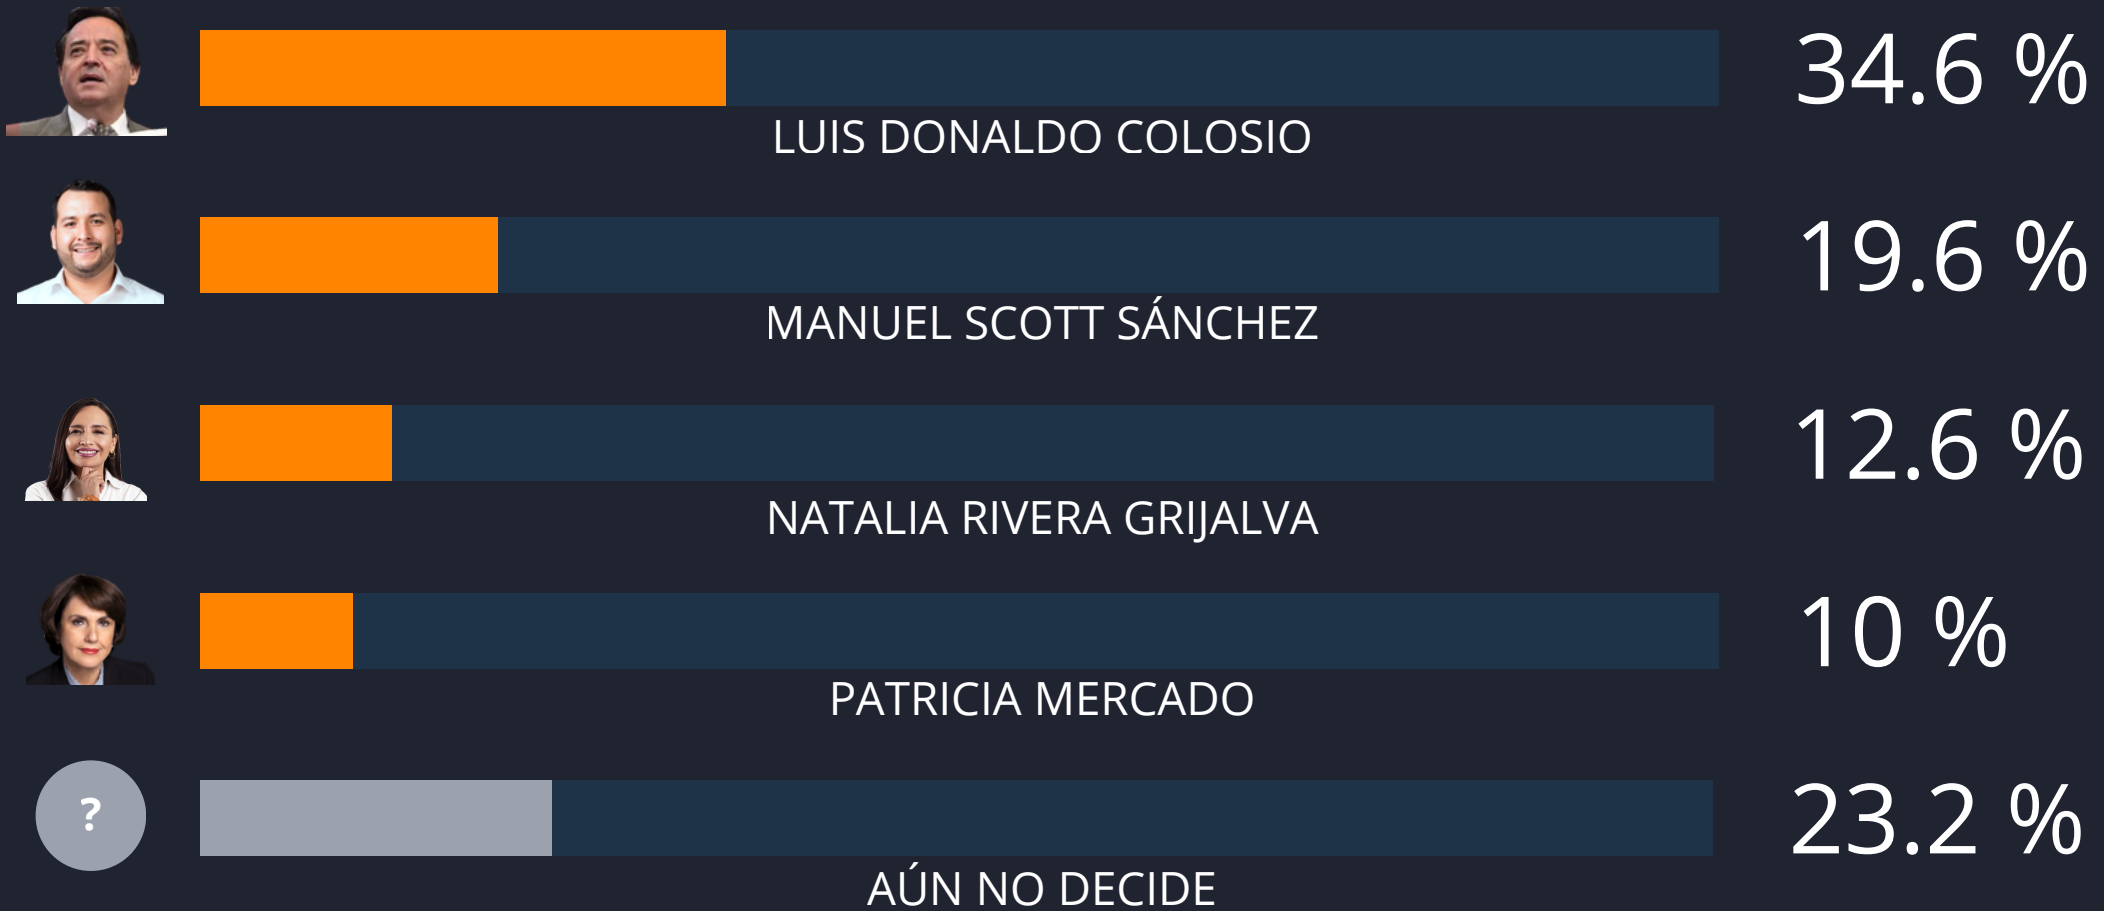 34.6 %
LUIS DONALDO COLOSIO
19.6 %
MANUEL SCOTT SÁNCHEZ
12.6 %
NATALIA RIVERA GRIJALVA
10 %
PATRICIA MERCADO
?
23.2 %
AÚN NO DECIDE